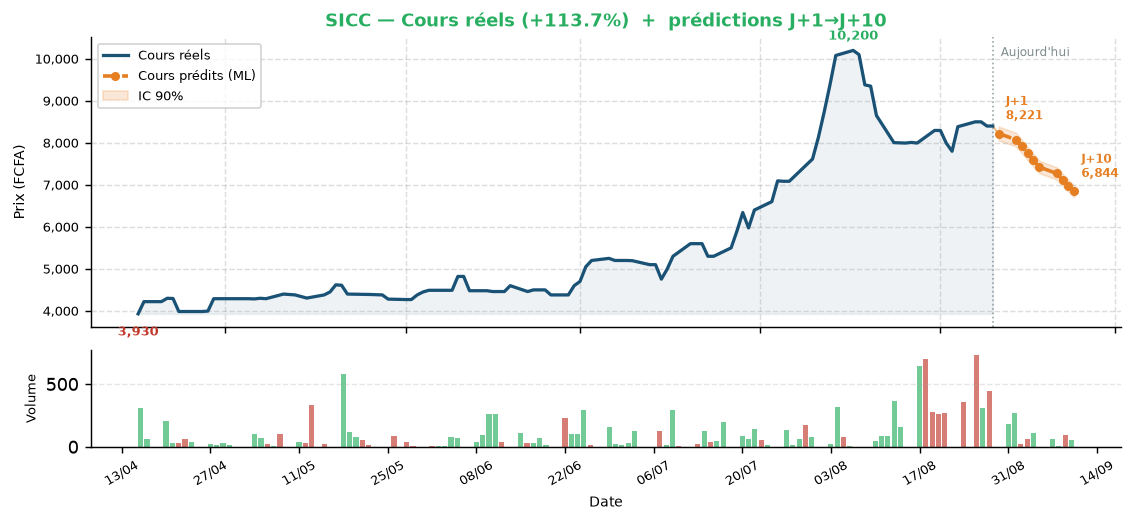 SICC — Cours réels (+113.7%)  +  prédictions J+1→J+10
10,200
Cours réels
Cours prédits (ML)
IC 90%
Aujourd'hui
J+1
8,221
J+10
6,844
3,930
Prix (FCFA)
10,000
9,000
8,000
7,000
6,000
5,000
4,000
Volume
500
0
13/04
27/04
11/05
25/05
08/06
22/06
06/07
20/07
03/08
17/08
31/08
14/09
Date